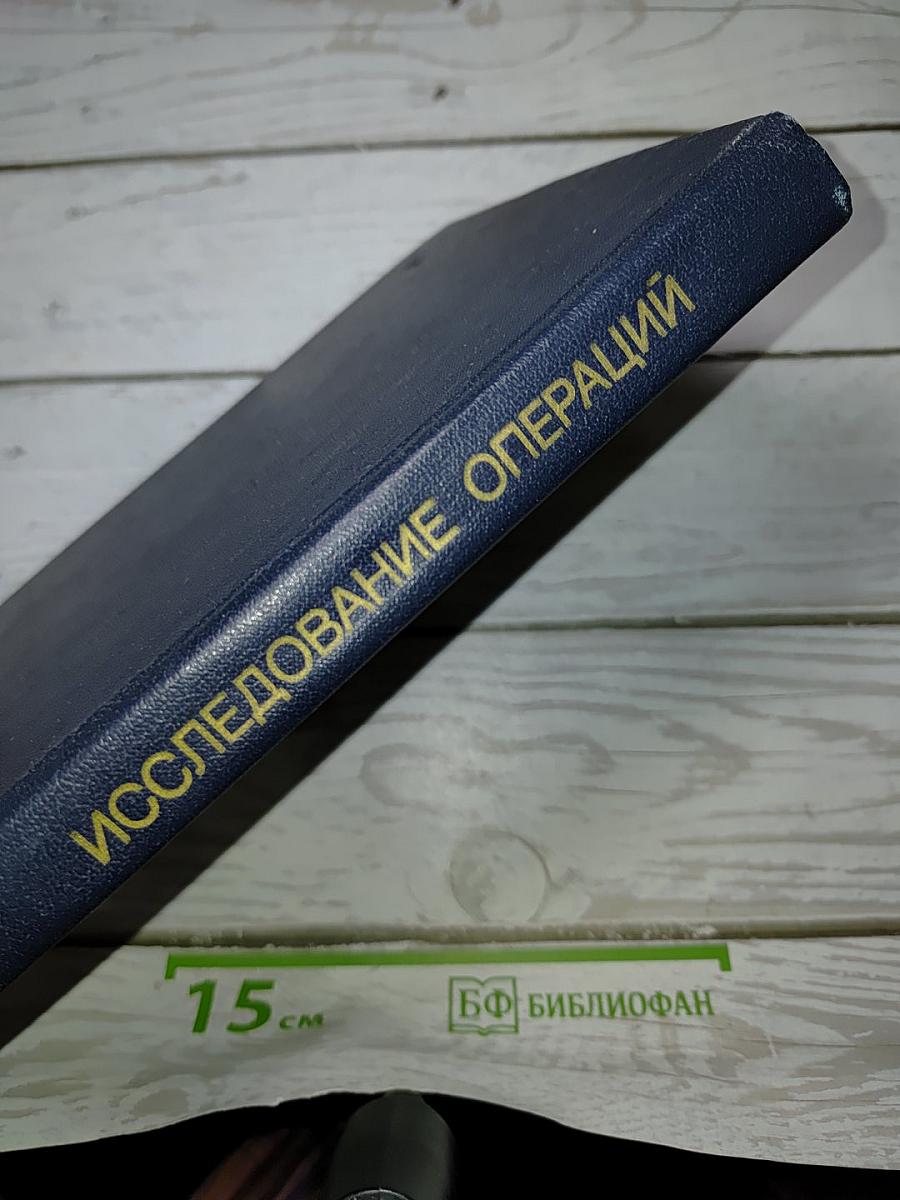 ИССЛЕДОВАНИЕ ОПЕРАЦИЙ
15 см
БФ БИБЛИОФАН